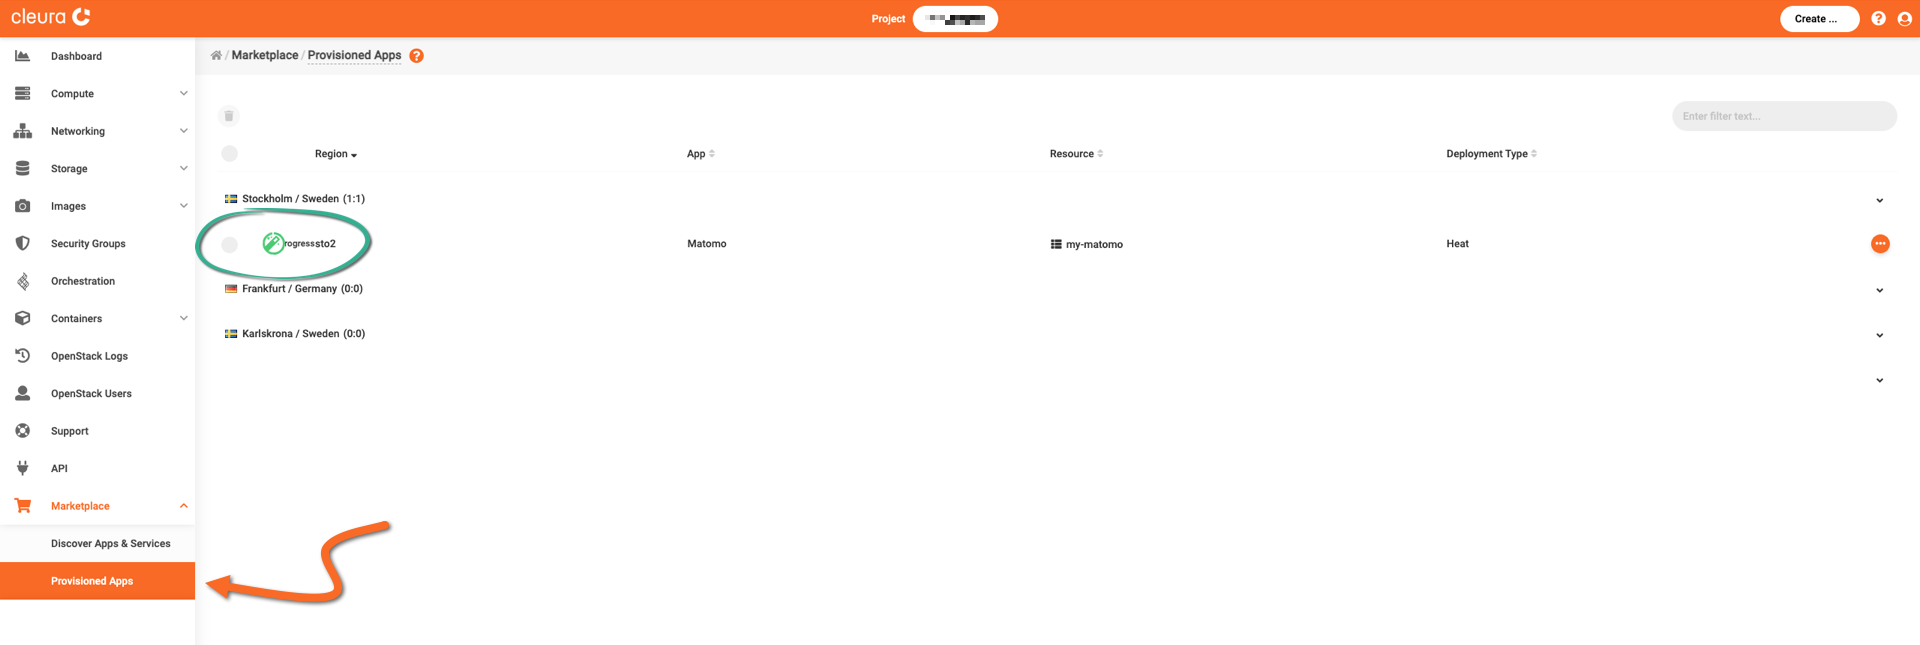 cleura
Project
Create ...
Dashboard
Compute
Networking
Storage
Images
Security Groups
Orchestration
Containers
OpenStack Logs
OpenStack Users
Support
API
Marketplace
Discover Apps & Services
Provisioned Apps
/ Marketplace / Provisioned Apps
Enter filter text...
Region App Resource Deployment Type
Stockholm / Sweden (1:1)
rogress sto2 Matomo my-matomo Heat
Frankfurt / Germany (0:0)
Karlskrona / Sweden (0:0)